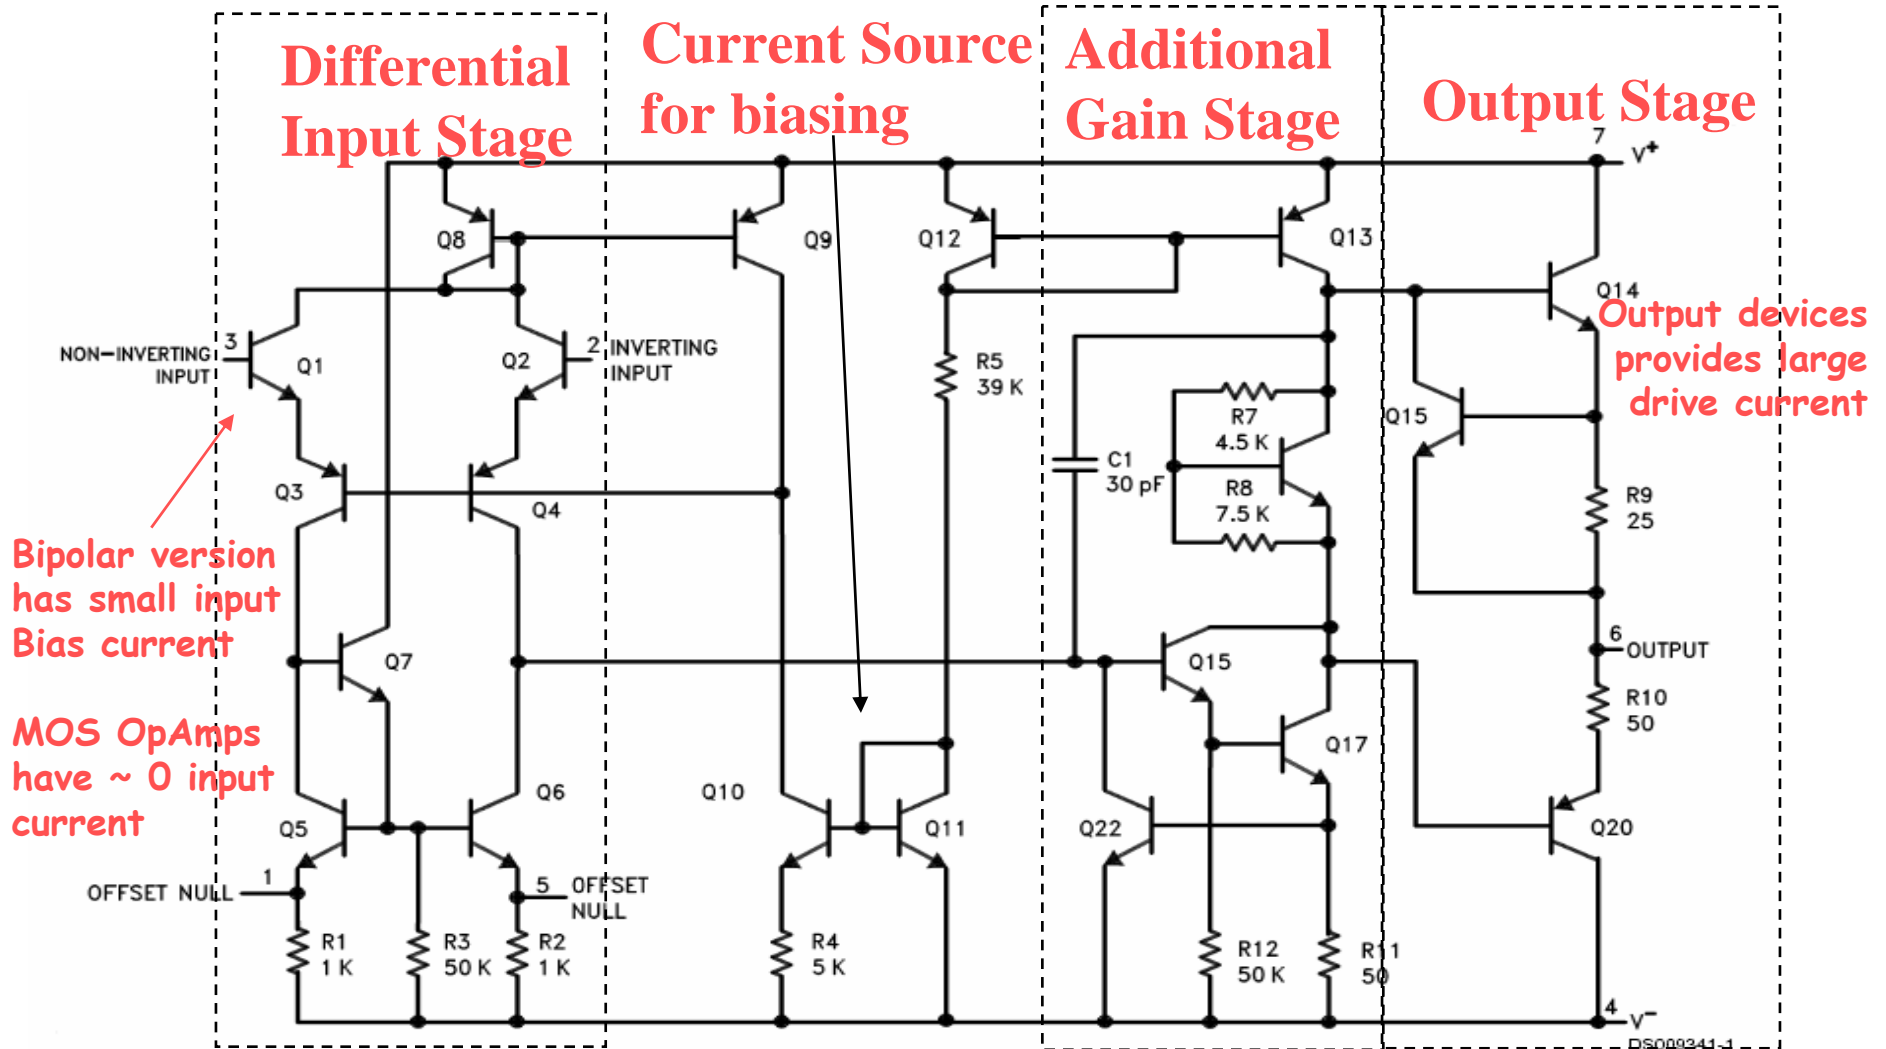 Differential
Input Stage
Current Source
for biasing
Additional
Gain Stage
Output Stage
7
V+
Q8
Q9
Q12
Q13
Q14
Output devices
provides large
drive current
3
NON-INVERTING
INPUT
Q1
Q2
2
INVERTING
INPUT
R5
39 K
R7
4.5 K
Q15
C1
30 pF
R8
7.5 K
Q3
Q4
R9
25
Bipolar version
has small input
Bias current
Q7
Q15
6
OUTPUT
R10
50
MOS OpAmps
have ~ 0 input
current
Q17
Q5
Q6
Q10
Q11
Q22
Q20
1
OFFSET NULL
5
OFFSET
NULL
R1
1 K
R3
50 K
R2
1 K
R4
5 K
R12
50 K
R11
50
4
V-
DS009341-1